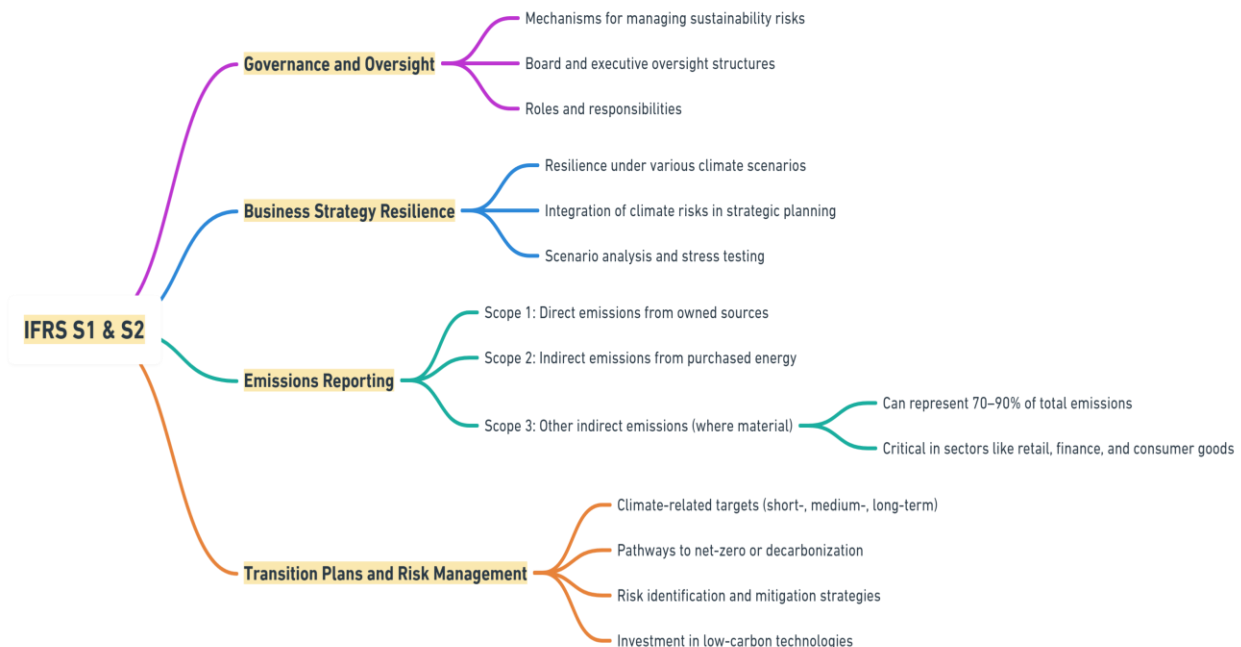 IFRS S1 & S2
Governance and Oversight
Mechanisms for managing sustainability risks
Board and executive oversight structures
Roles and responsibilities
Business Strategy Resilience
Resilience under various climate scenarios
Integration of climate risks in strategic planning
Scenario analysis and stress testing
Emissions Reporting
Scope 1: Direct emissions from owned sources
Scope 2: Indirect emissions from purchased energy
Scope 3: Other indirect emissions (where material)
Can represent 70–90% of total emissions
Critical in sectors like retail, finance, and consumer goods
Transition Plans and Risk Management
Climate-related targets (short-, medium-, long-term)
Pathways to net-zero or decarbonization
Risk identification and mitigation strategies
Investment in low-carbon technologies